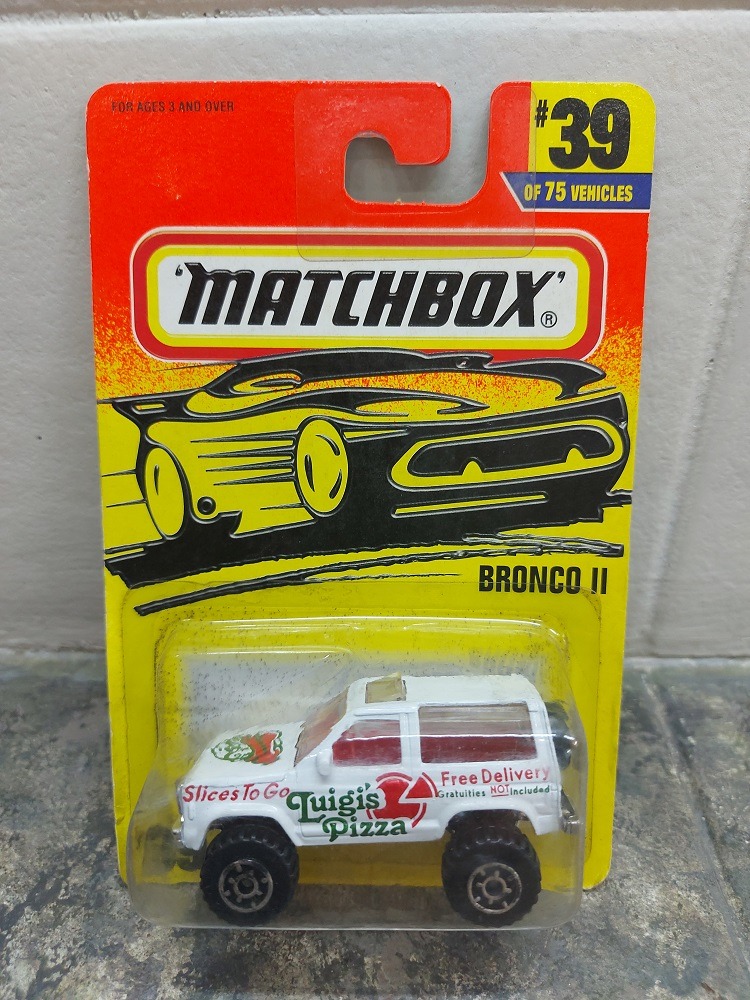 FOR AGES 3 AND OVER
#39
OF 75 VEHICLES
'MATCHBOX'®
BRONCO II
Slices To Go
Luigi's
Pizza
Free Delivery
Gratuities NOT Included